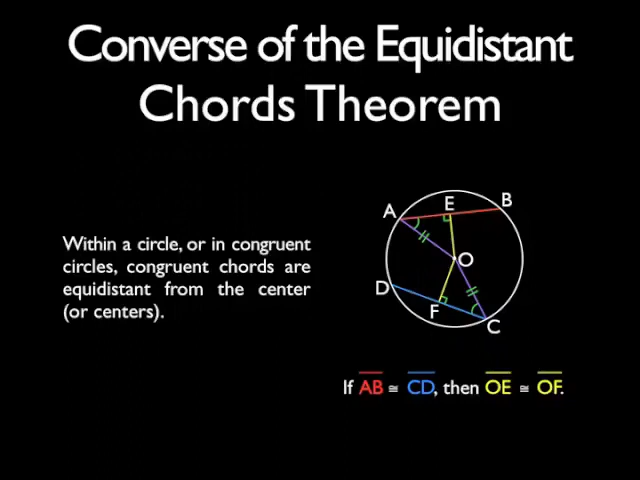 Converse of the Equidistant
Chords Theorem
Within a circle, or in congruent
circles, congruent chords are
equidistant from the center
(or centers).
A
E
B
O
D
F
C
If AB ≅ CD, then OE ≅ OF.